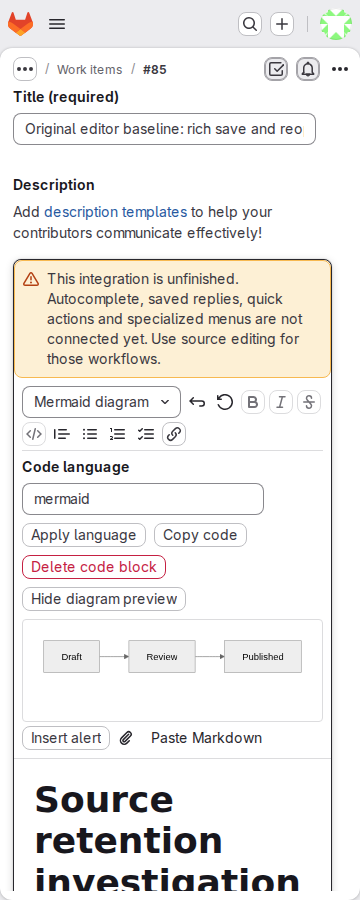 / Work items / #85
Title (required)
Original editor baseline: rich save and reo
Description
Add description templates to help your
contributors communicate effectively!
This integration is unfinished.
Autocomplete, saved replies, quick
actions and specialized menus are not
connected yet. Use source editing for
those workflows.
Mermaid diagram
B I S
Code language
mermaid
Apply language Copy code
Delete code block
Hide diagram preview
Draft Review Published
Insert alert Paste Markdown
Source
retention
investigation